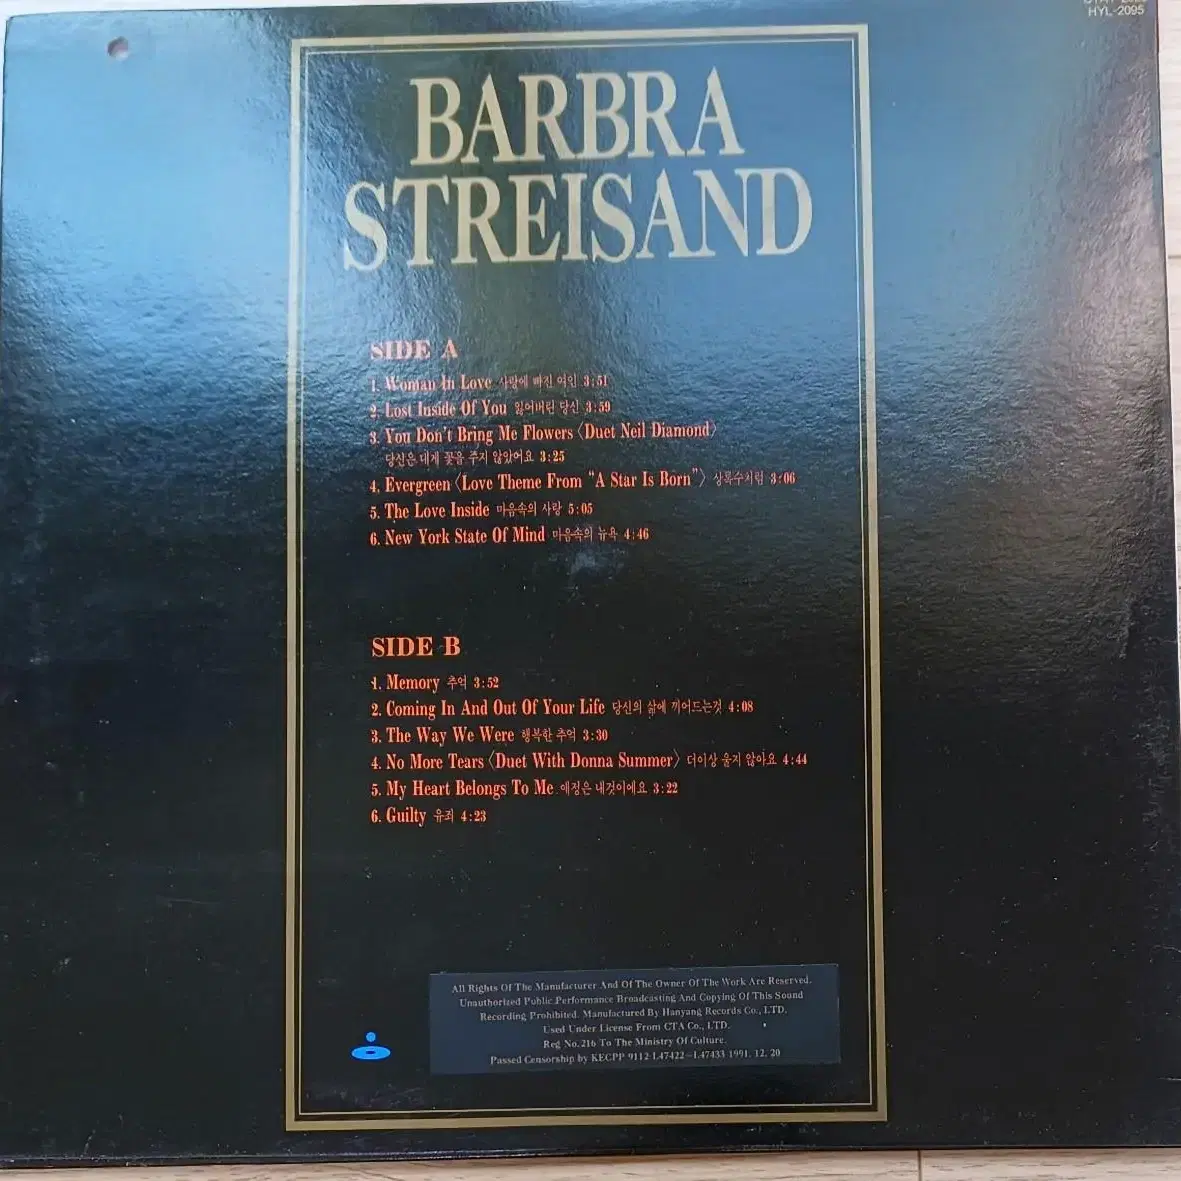 HYL-2095
BARBRA
STREISAND
SIDE A
1. Woman In Love 사랑에 빠진 여인 3:51
2. Lost Inside Of You 잃어버린 당신 3:59
3. You Don't Bring Me Flowers〈Duet Neil Diamond〉
당신은 내게 꽃을 주지 않았어요 3:25
4. Evergreen〈Love Theme From "A Star Is Born"〉상록수처럼 3:06
5. The Love Inside 마음속의 사랑 5:05
6. New York State Of Mind 마음속의 뉴욕 4:46
SIDE B
1. Memory 추억 3:52
2. Coming In And Out Of Your Life 당신의 삶에 끼어드는것 4:08
3. The Way We Were 행복한 추억 3:30
4. No More Tears〈Duet With Donna Summer〉더이상 울지 않아요 4:44
5. My Heart Belongs To Me 애정은 내것이에요 3:22
6. Guilty 유죄 4:23
All Rights Of The Manufacturer And Of The Owner Of The Work Are Reserved.
Unauthorized Public Performance Broadcasting And Copying Of This Sound
Recording Prohibited. Manufactured By Hanyang Records Co., LTD.
Used Under License From CTA Co., LTD.
Reg No.216 To The Ministry Of Culture.
Passed Censorship by KECPP 9112-L47422~L47433 1991. 12. 20